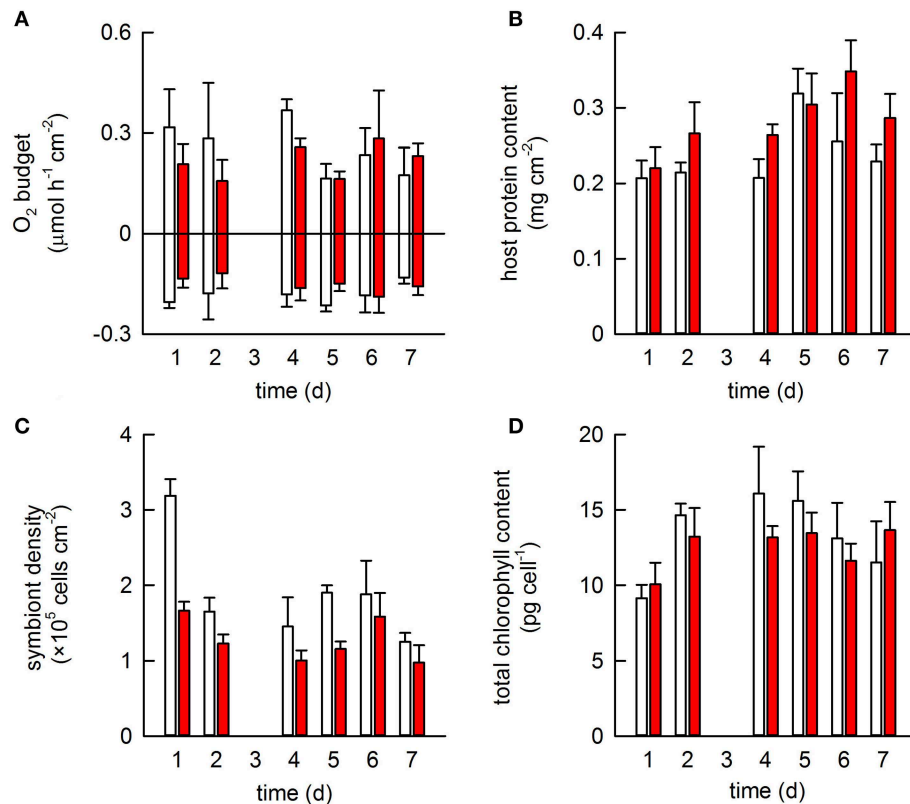 A
0.6
0.3
0
-0.3
O₂ budget
(μmol h⁻¹ cm⁻²)
1 2 3 4 5 6 7
time (d)
B
0.4
0.3
0.2
0.1
0
host protein content
(mg cm⁻²)
1 2 3 4 5 6 7
time (d)
C
4
3
2
1
0
symbiont density
(×10⁵ cells cm⁻²)
1 2 3 4 5 6 7
time (d)
D
20
15
10
5
0
total chlorophyll content
(pg cell⁻¹)
1 2 3 4 5 6 7
time (d)